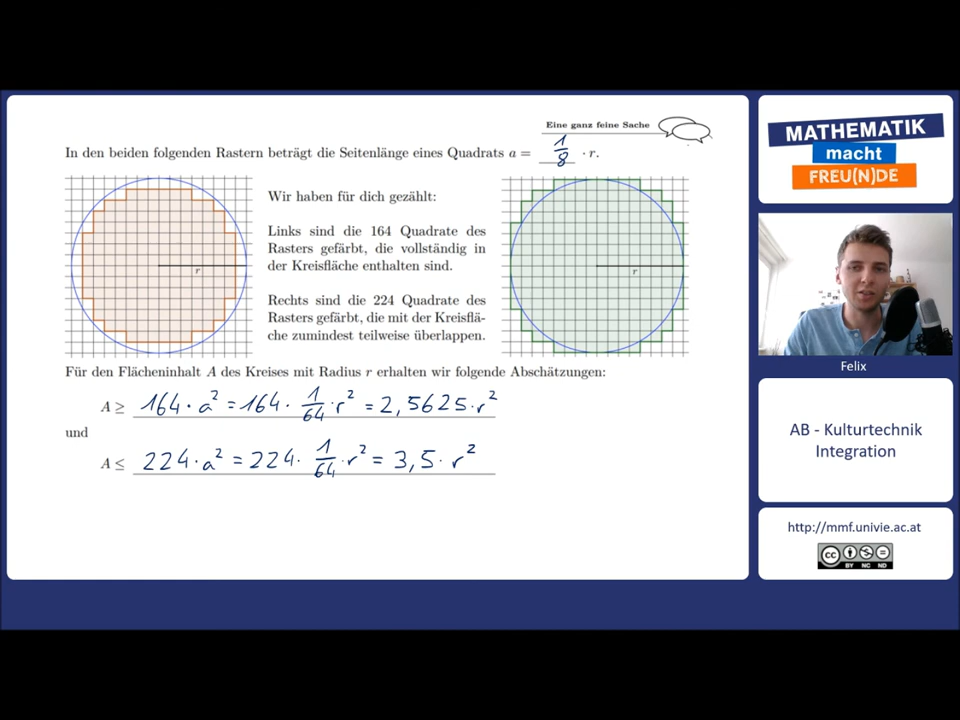 Eine ganz feine Sache
In den beiden folgenden Rastern beträgt die Seitenlänge eines Quadrats a = 1/8 · r.
r
Wir haben für dich gezählt:
Links sind die 164 Quadrate des
Rasters gefärbt, die vollständig in
der Kreisfläche enthalten sind.
Rechts sind die 224 Quadrate des
Rasters gefärbt, die mit der Kreisflä-
che zumindest teilweise überlappen.
r
Für den Flächeninhalt A des Kreises mit Radius r erhalten wir folgende Abschätzungen:
A ≥ 164 · a² = 164 · 1/64 · r² = 2,5625 · r²
und
A ≤ 224 · a² = 224 · 1/64 · r² = 3,5 · r²
MATHEMATIK
macht
FREU(N)DE
Felix
AB - Kulturtechnik
Integration
http://mmf.univie.ac.at
cc
BY NC ND